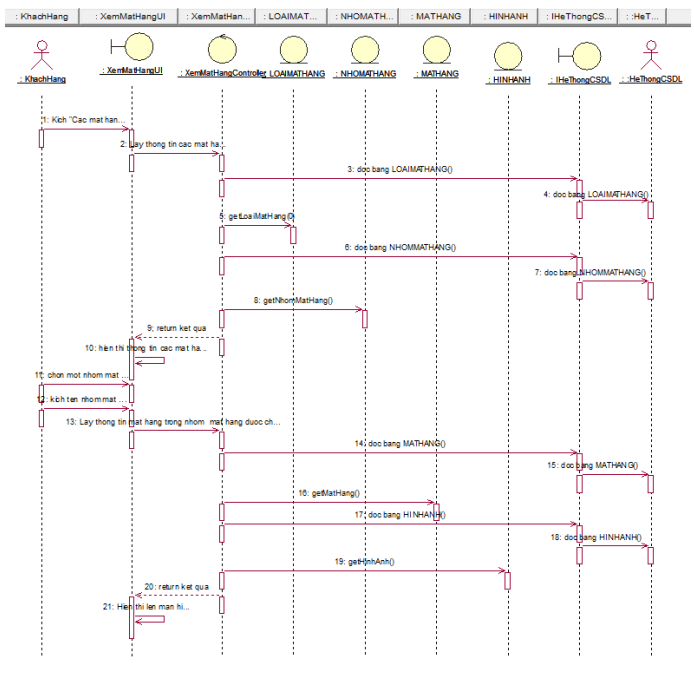 : KhachHang
: XemMatHangUI
: XemMatHan...
: LOAIMAT...
: NHOMATH...
: MATHANG
: HINHANH
: IHeThongCS...
: :HeT...
: KhachHang
: XemMatHangUI
: XemMatHangController
: LOAIMATHANG
: NHOMATHANG
: MATHANG
: HINHANH
: IHeThongCSDL
: :HeThongCSDL
1: Kich "Cac mat han...
2: Lay thong tin cac mat ha...
3: doc bang LOAIMATHANG()
4: doc bang LOAIMATHANG()
5: getLoaiMatHang()
6: doc bang NHOMMATHANG()
7: doc bang NHOMMATHANG()
8: getNhomMatHang()
9: return ket qua
10: hien thi thong tin cac mat ha...
11: chon mot nhom mat ...
12: kich ten nhom mat ...
13: Lay thong tin mat hang trong nhom mat hang duoc ch...
14: doc bang MATHANG()
15: doc bang MATHANG()
16: getMatHang()
17: doc bang HINHANH()
18: doc bang HINHANH()
19: getHinhAnh()
20: return ket qua
21: Hien thi len man hi...